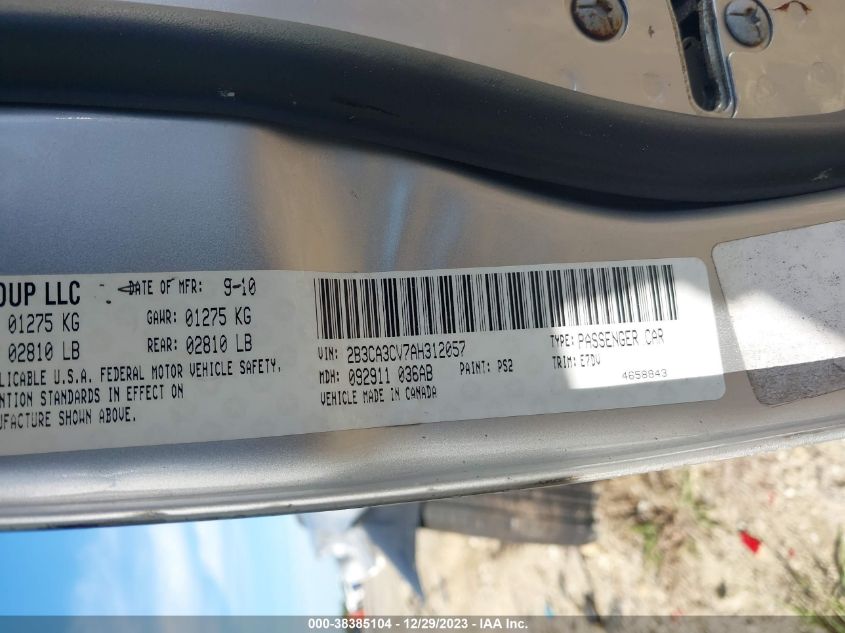 OUP LLC DATE OF MFR: 9-10
01275 KG GAWR: 01275 KG
02810 LB REAR: 02810 LB
PLICABLE U.S.A. FEDERAL MOTOR VEHICLE SAFETY,
ENTION STANDARDS IN EFFECT ON
UFACTURE SHOWN ABOVE.
VIN: 2B3CA3CV7AH312057 TYPE: PASSENGER CAR
MDH: 092911 036AB PAINT: PS2 TRIM: E7DV
VEHICLE MADE IN CANADA 4658843
000-38385104 - 12/29/2023 - IAA Inc.